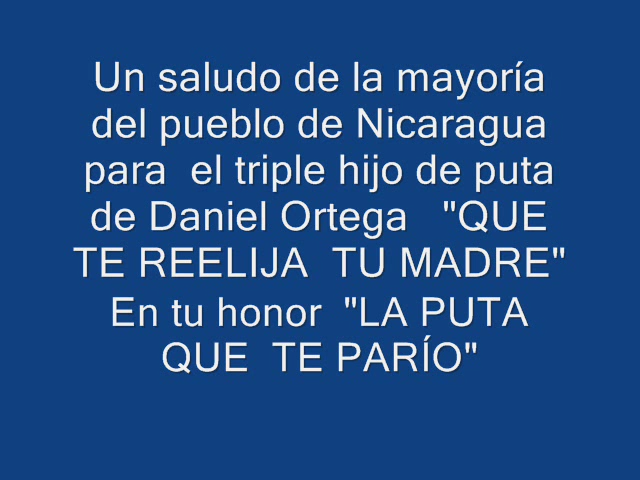 Un saludo de la mayoría
del pueblo de Nicaragua
para  el triple hijo de puta
de Daniel Ortega   "QUE
TE REELIJA  TU MADRE"
En tu honor  "LA PUTA
QUE  TE PARÍO"